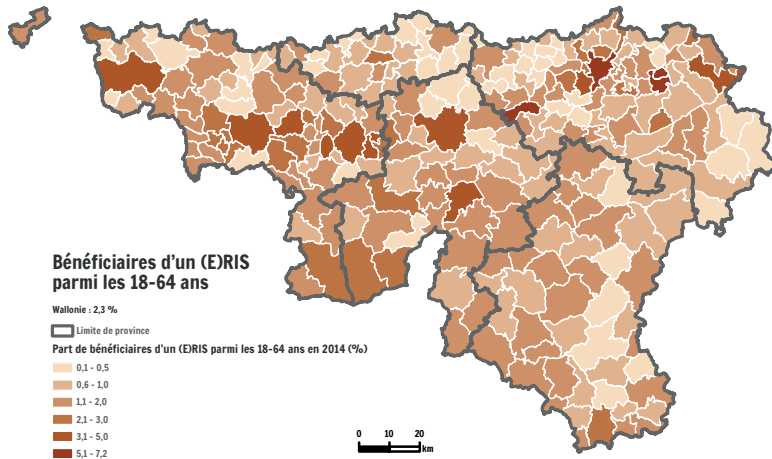 Bénéficiaires d'un (E)RIS
parmi les 18-64 ans
Wallonie : 2,3 %
Limite de province
Part de bénéficiaires d'un (E)RIS parmi les 18-64 ans en 2014 (%)
0,1 - 0,5
0,6 - 1,0
1,1 - 2,0
2,1 - 3,0
3,1 - 5,0
5,1 - 7,2
0 10 20
km